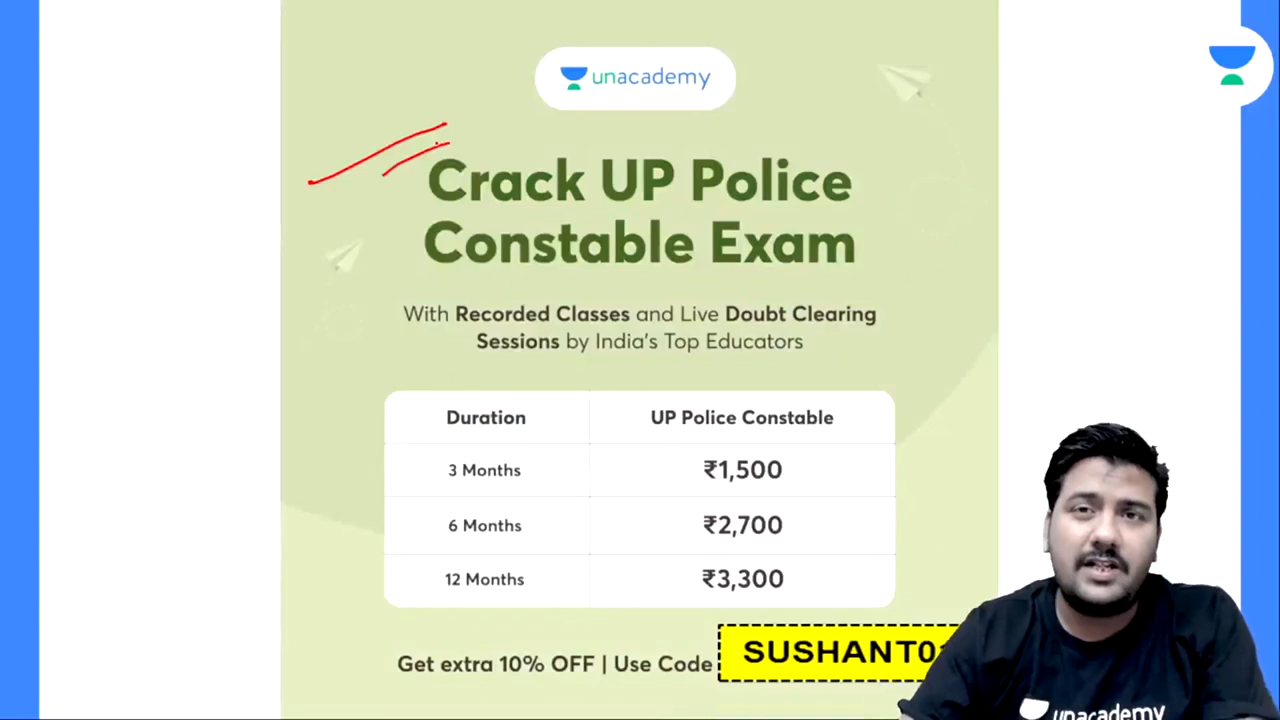 unacademy
Crack UP Police
Constable Exam
With Recorded Classes and Live Doubt Clearing
Sessions by India's Top Educators
Duration UP Police Constable
3 Months ₹1,500
6 Months ₹2,700
12 Months ₹3,300
Get extra 10% OFF | Use Code
unacademy